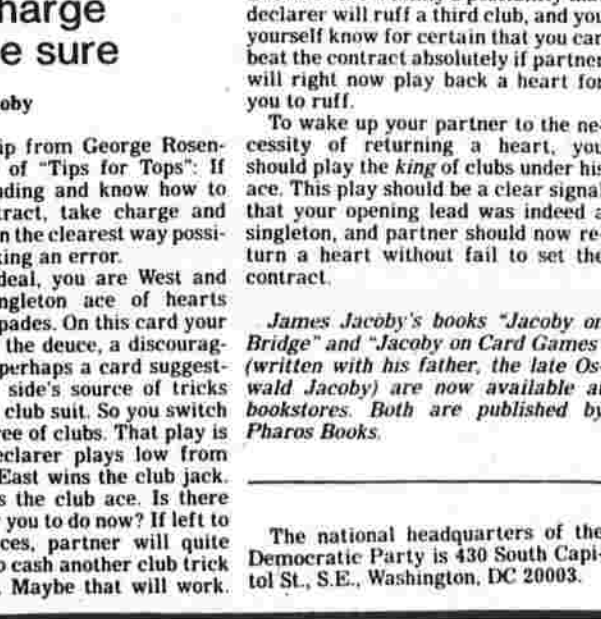 harge
e sure
oby
ip from George Rosen-
of "Tips for Tops": If
ding and know how to
tract, take charge and
n the clearest way possi-
ing an error.
deal, you are West and
ngleton ace of hearts
pades. On this card your
the deuce, a discourag-
perhaps a card suggest-
side's source of tricks
club suit. So you switch
ree of clubs. That play is
eclarer plays low from
East wins the club jack.
s the club ace. Is there
you to do now? If left to
ces, partner will quite
o cash another club trick
. Maybe that will work.
declarer will ruff a third club, and you
yourself know for certain that you can
beat the contract absolutely if partner
will right now play back a heart for
you to ruff.
To wake up your partner to the ne-
cessity of returning a heart, you
should play the king of clubs under his
ace. This play should be a clear signal
that your opening lead was indeed a
singleton, and partner should now re-
turn a heart without fail to set the
contract.
James Jacoby's books "Jacoby on
Bridge" and "Jacoby on Card Games"
(written with his father, the late Os-
wald Jacoby) are now available at
bookstores. Both are published by
Pharos Books.
The national headquarters of the
Democratic Party is 430 South Capi-
tol St., S.E., Washington, DC 20003.